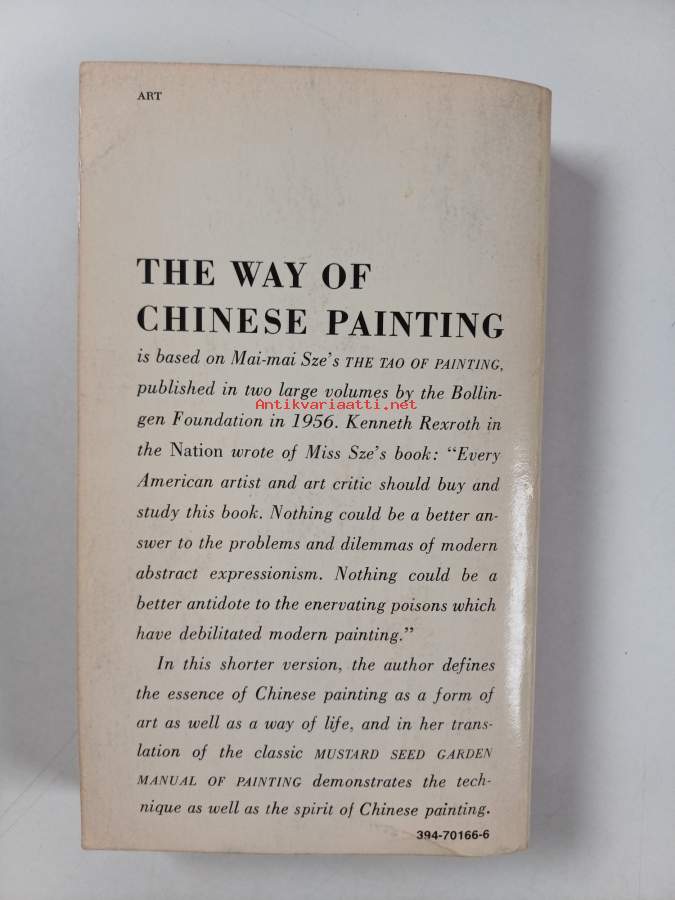 ART
THE WAY OF
CHINESE PAINTING
is based on Mai-mai Sze's THE TAO OF PAINTING,
published in two large volumes by the Bollin-
Antikvariaatti.net
gen Foundation in 1956. Kenneth Rexroth in
the Nation wrote of Miss Sze's book: “Every
American artist and art critic should buy and
study this book. Nothing could be a better an-
swer to the problems and dilemmas of modern
abstract expressionism. Nothing could be a
better antidote to the enervating poisons which
have debilitated modern painting.”
In this shorter version, the author defines
the essence of Chinese painting as a form of
art as well as a way of life, and in her trans-
lation of the classic MUSTARD SEED GARDEN
MANUAL OF PAINTING demonstrates the tech-
nique as well as the spirit of Chinese painting.
394-70166-6